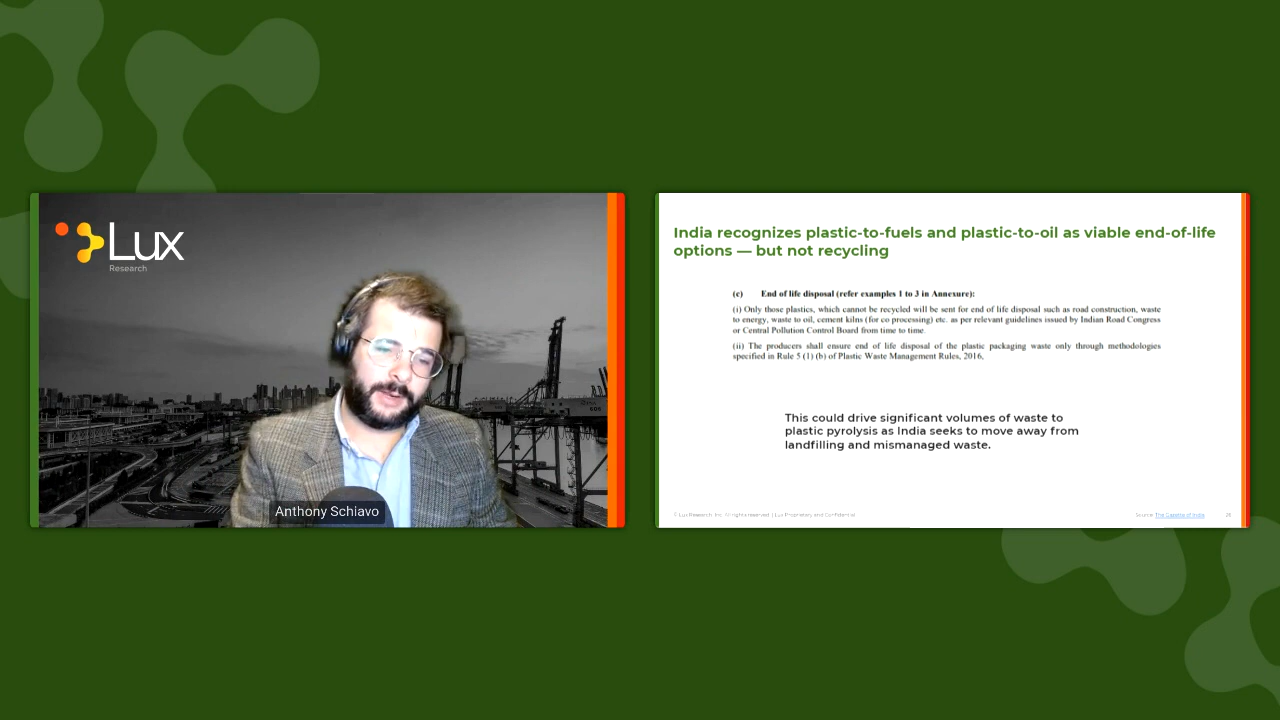 Lux
Research
Anthony Schiavo
India recognizes plastic-to-fuels and plastic-to-oil as viable end-of-life
options — but not recycling
(c) End of life disposal (refer examples 1 to 3 in Annexure):
(i) Only those plastics, which cannot be recycled will be sent for end of life disposal such as road construction, waste
to energy, waste to oil, cement kilns (for co processing) etc. as per relevant guidelines issued by Indian Road Congress
or Central Pollution Control Board from time to time.
(ii) The producers shall ensure end of life disposal of the plastic packaging waste only through methodologies
specified in Rule 5 (1) (b) of Plastic Waste Management Rules, 2016,
This could drive significant volumes of waste to
plastic pyrolysis as India seeks to move away from
landfilling and mismanaged waste.
© Lux Research, Inc. All rights reserved. | Lux Proprietary and Confidential
Source: The Gazette of India